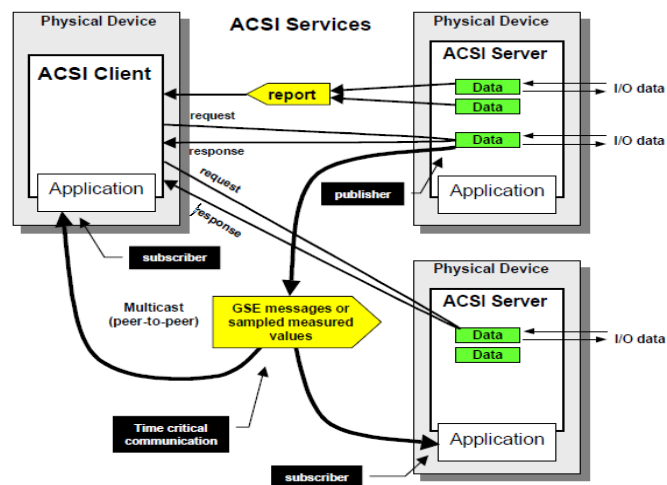 Physical Device
ACSI Services
Physical Device
ACSI Client
ACSI Server
report
Data
I/O data
Data
request
Data
I/O data
response
request
Application
publisher
Application
response
subscriber
Physical Device
ACSI Server
Multicast
(peer-to-peer)
GSE messages or
sampled measured
values
Data
I/O data
Data
Time critical
communication
Application
subscriber